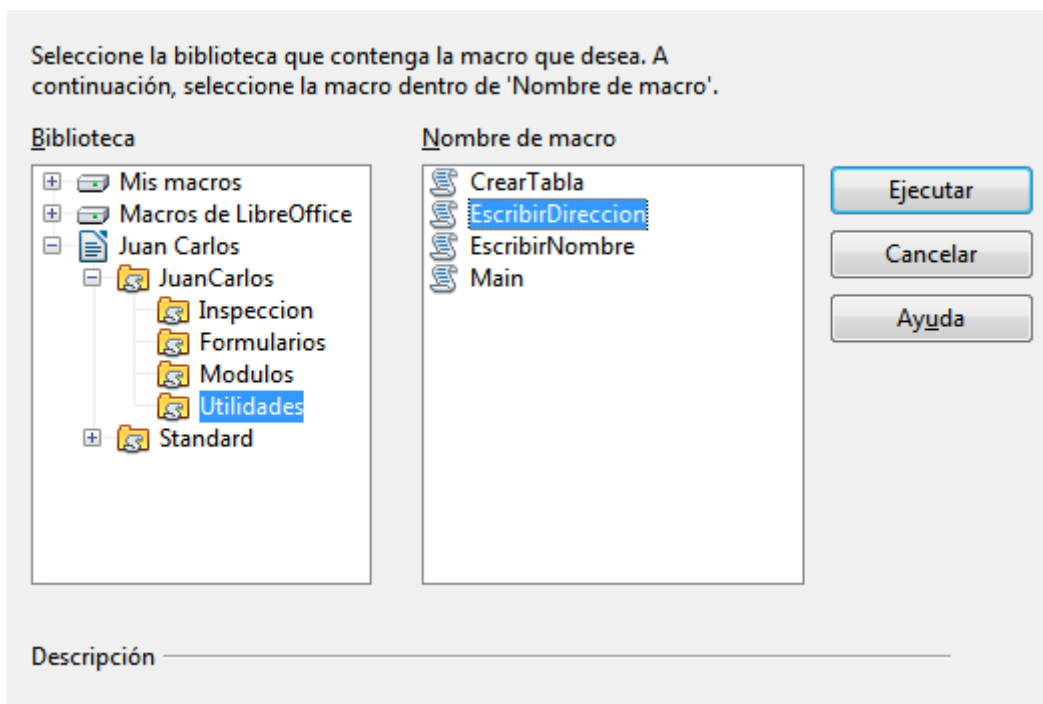 Seleccione la biblioteca que contenga la macro que desea. A
continuación, seleccione la macro dentro de 'Nombre de macro'.
Biblioteca
Mis macros
Macros de LibreOffice
Juan Carlos
JuanCarlos
Inspeccion
Formularios
Modulos
Utilidades
Standard
Nombre de macro
CrearTabla
EscribirDireccion
EscribirNombre
Main
Ejecutar
Cancelar
Ayuda
Descripción